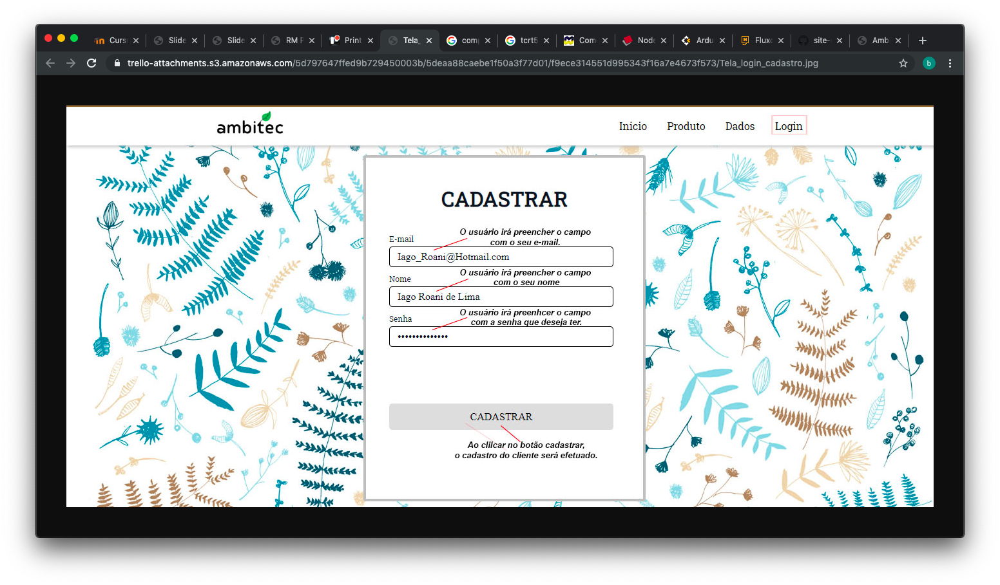 Curs
Slide
Slide
RM F
Print
Tela_
com
tcrt5
Com
Node
Ardu
Fluxo
site-
Amb
trello-attachments.s3.amazonaws.com/5d797647ffed9b729450003b/5deaa88caebe1f50a3f77d01/f9ece314551d995343f16a7e4673f573/Tela_login_cadastro.jpg
b
ambitec
Inicio Produto Dados Login
CADASTRAR
O usuário irá preencher o campo
com o seu e-mail.
E-mail
Iago_Roani@Hotmail.com
O usuário irá preencher o campo
com o seu nome
Nome
Iago Roani de Lima
O usuário irá preenhcer o campo
com a senha que deseja ter.
Senha
••••••••••••••
CADASTRAR
Ao clilcar no botão cadastrar,
o cadastro do cliente será efetuado.